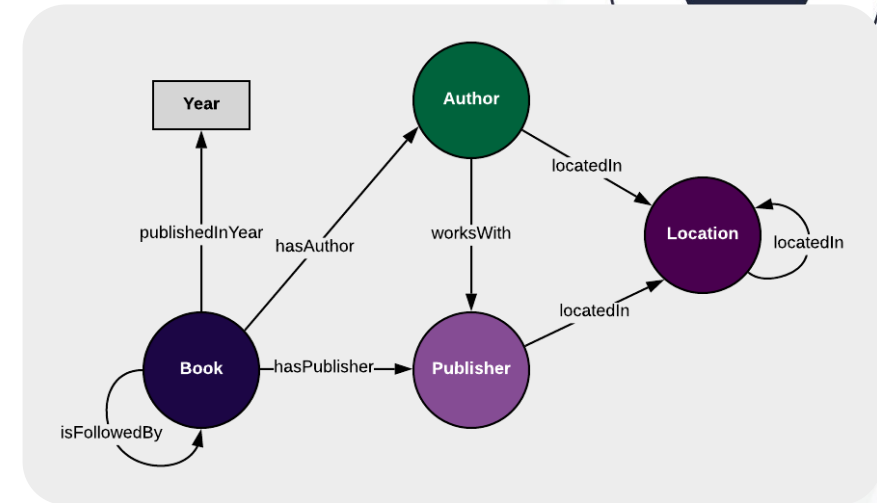 Author
Year
locatedIn
publishedInYear
hasAuthor
worksWith
Location
locatedIn
locatedIn
Book
hasPublisher
Publisher
isFollowedBy